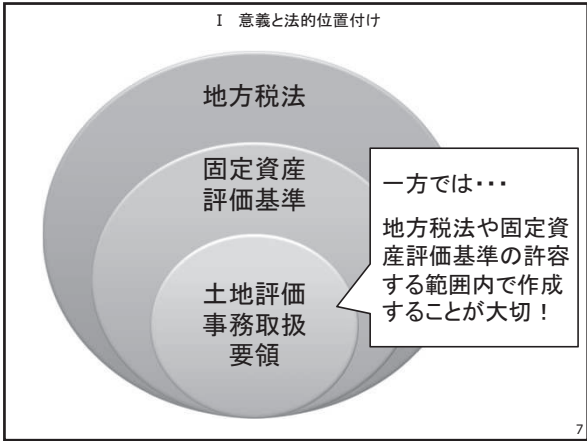 Ⅰ 意義と法的位置付け
地方税法
固定資産
評価基準
土地評価
事務取扱
要領
一方では・・・
地方税法や固定資
産評価基準の許容
する範囲内で作成
することが大切！
7